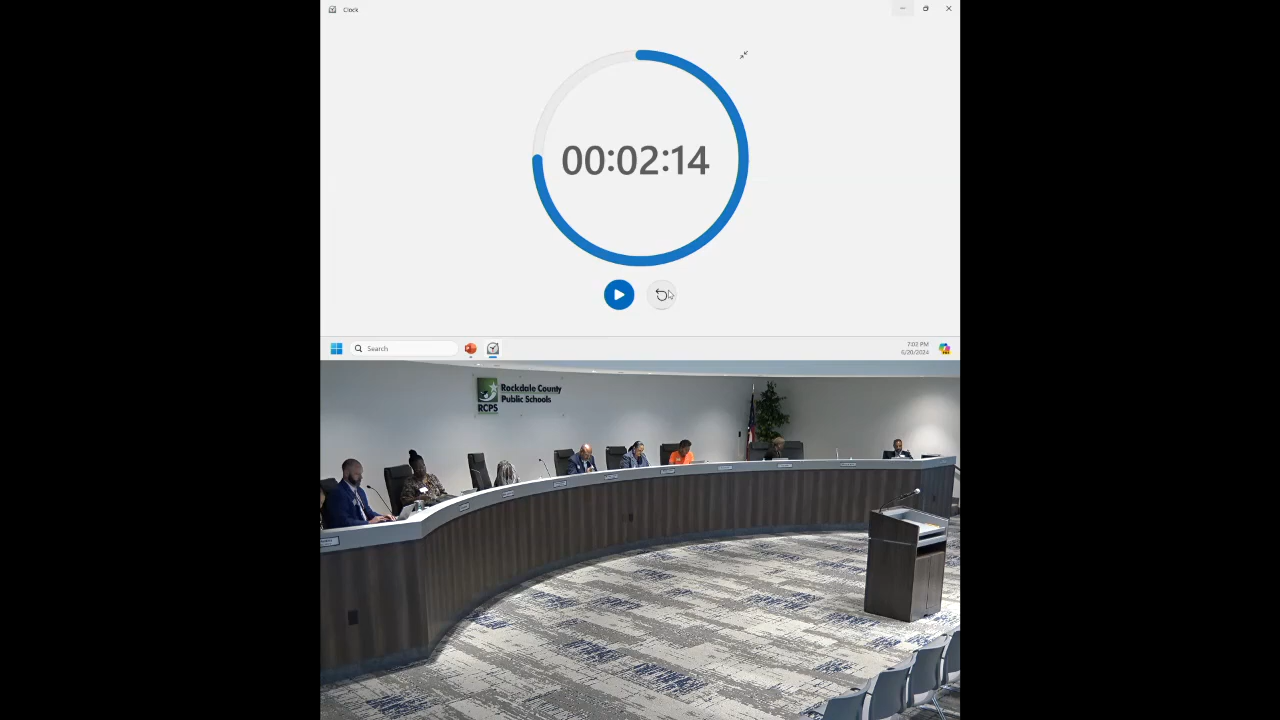 Clock
00:02:14
Search
7:02 PM
6/20/2024
Rockdale County
Public Schools
RCPS